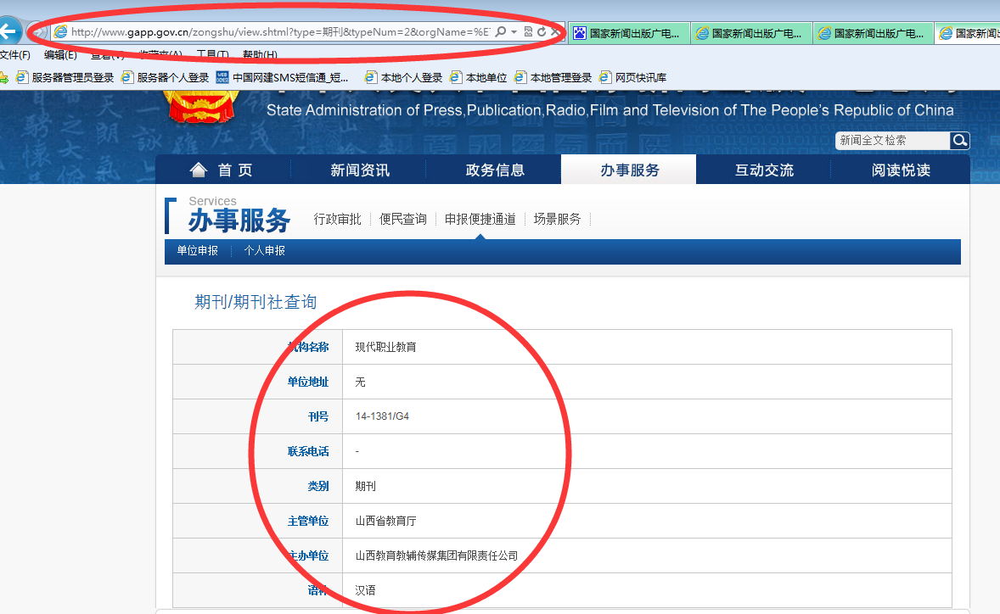 http://www.gapp.gov.cn/zongshu/view.shtml?type=期刊&typeNum=2&orgName=%E
国家新闻出版广电... 国家新闻出版广电... 国家新闻出版广电... 国家新闻出
文件(F) 编辑(E) 查看(V) 收藏夹(A) 工具(T) 帮助(H)
服务器管理员登录 服务器个人登录 中国网建SMS短信通_短... 本地个人登录 本地单位 本地管理登录 网页快讯库
State Administration of Press,Publication,Radio,Film and Television of The People's Republic of China
新闻全文检索
首 页 新闻资讯 政务信息 办事服务 互动交流 阅读悦读
Services
办事服务 行政审批 便民查询 申报便捷通道 场景服务
单位申报 个人申报
期刊/期刊社查询
机构名称 现代职业教育
单位地址 无
刊号 14-1381/G4
联系电话 -
类别 期刊
主管单位 山西省教育厅
主办单位 山西教育教辅传媒集团有限责任公司
语种 汉语